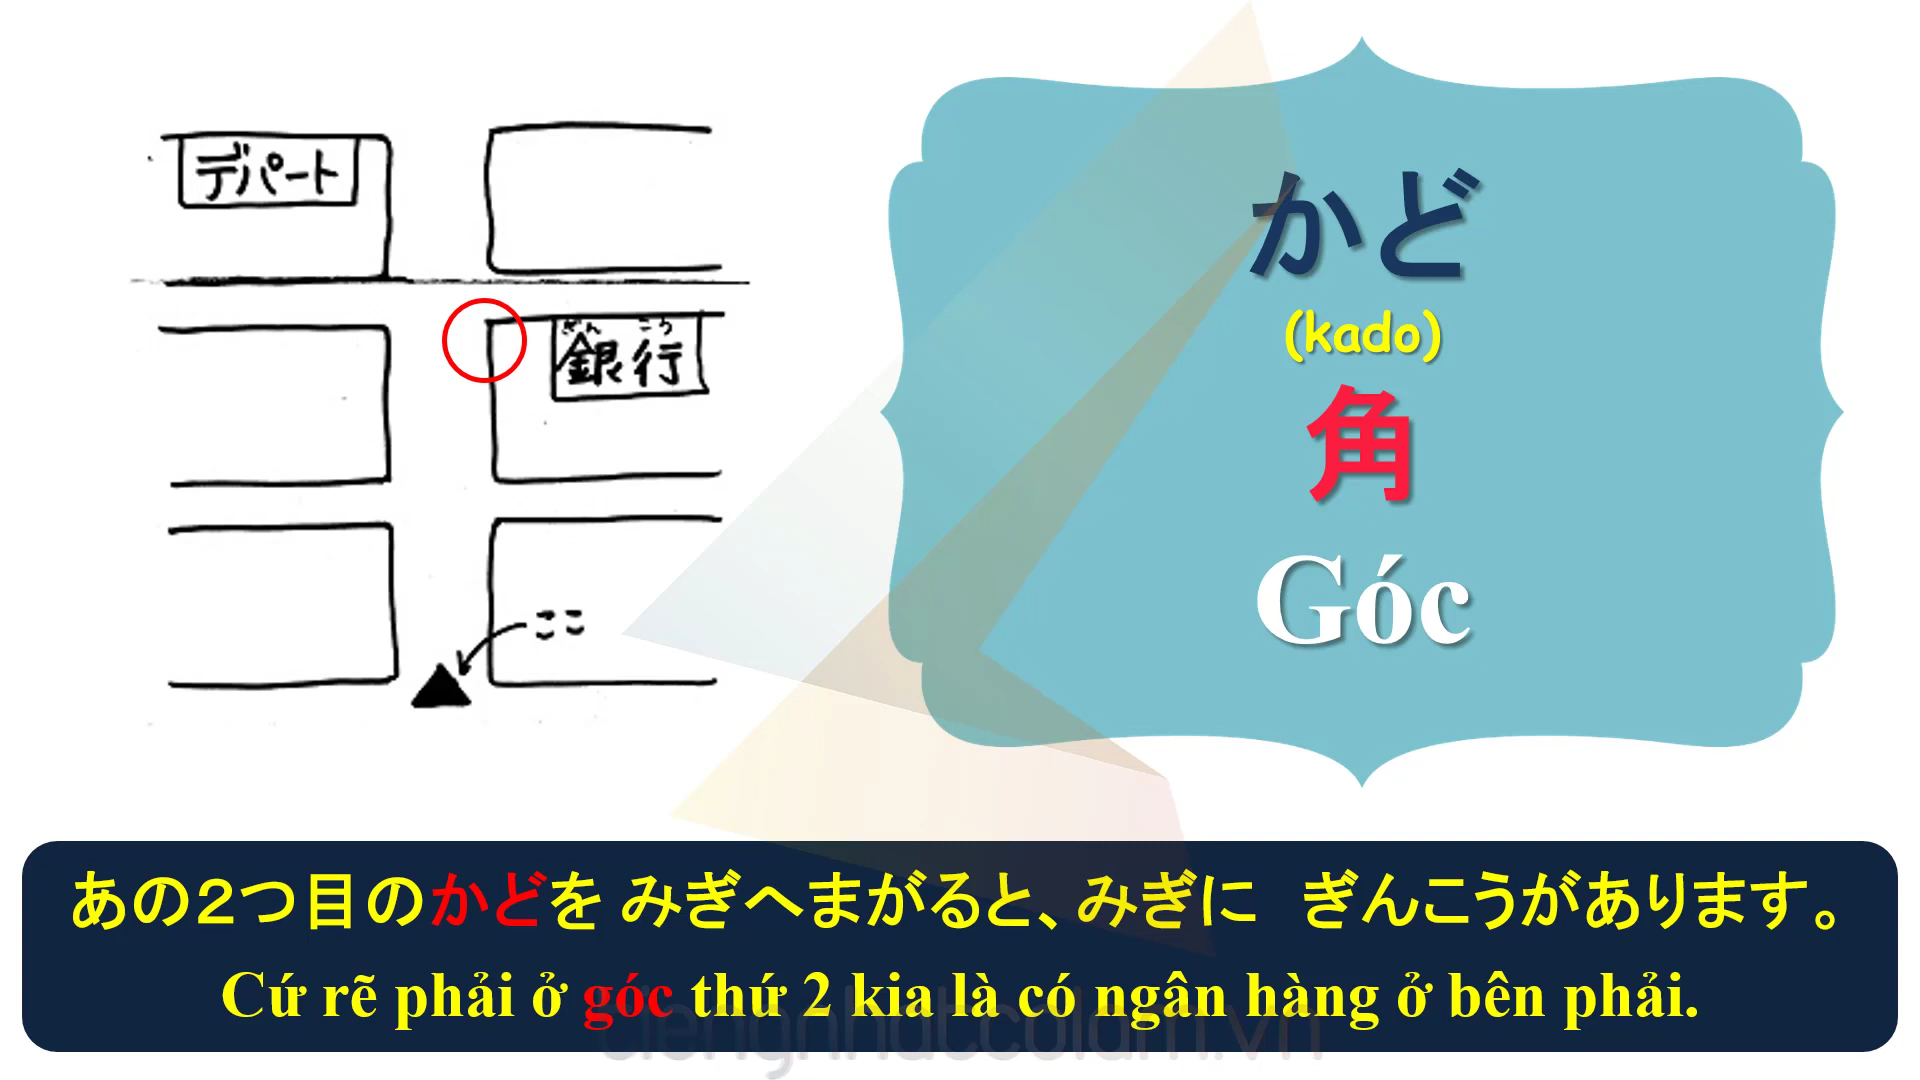 デパート
ぎんこう
銀行
ここ
かど
(kado)
角
Góc
あの２つ目のかどを みぎへまがると、みぎに　ぎんこうがあります。
Cứ rẽ phải ở góc thứ 2 kia là có ngân hàng ở bên phải.
tiengnhatcolam.vn